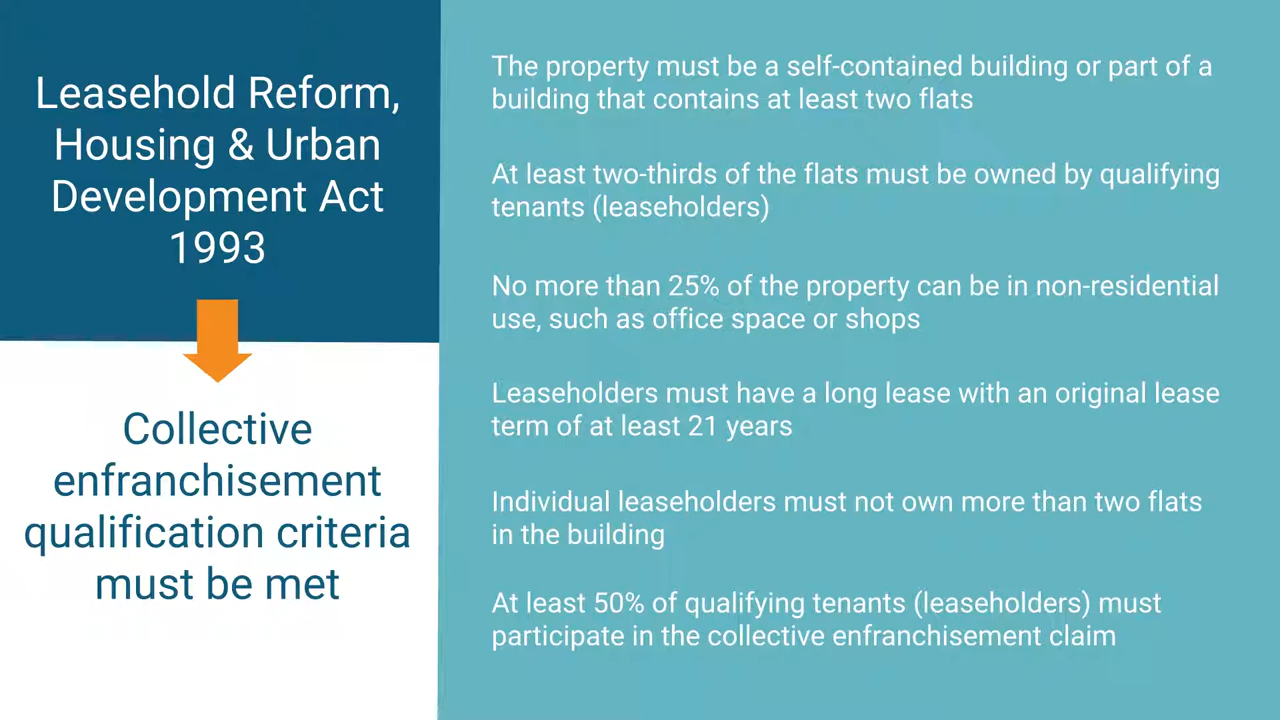 Leasehold Reform,
Housing & Urban
Development Act
1993
Collective
enfranchisement
qualification criteria
must be met
The property must be a self-contained building or part of a
building that contains at least two flats
At least two-thirds of the flats must be owned by qualifying
tenants (leaseholders)
No more than 25% of the property can be in non-residential
use, such as office space or shops
Leaseholders must have a long lease with an original lease
term of at least 21 years
Individual leaseholders must not own more than two flats
in the building
At least 50% of qualifying tenants (leaseholders) must
participate in the collective enfranchisement claim